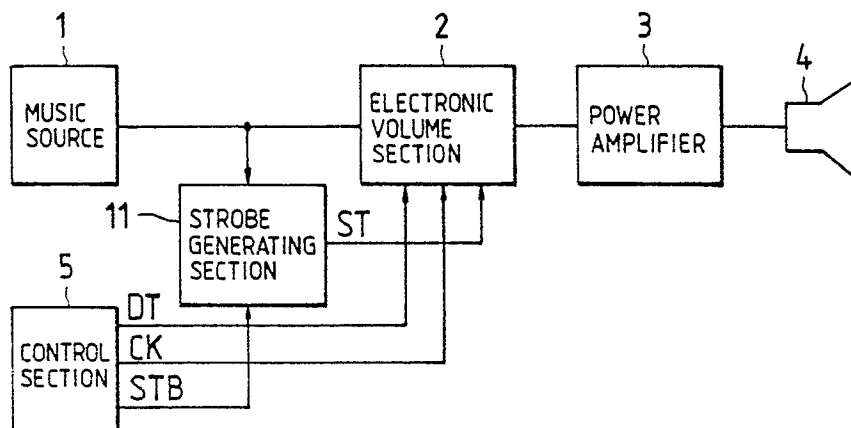 1
2
3
4
MUSIC
SOURCE
ELECTRONIC
VOLUME
SECTION
POWER
AMPLIFIER
11
STROBE
GENERATING
SECTION
ST
5
CONTROL
SECTION
DT
CK
STB